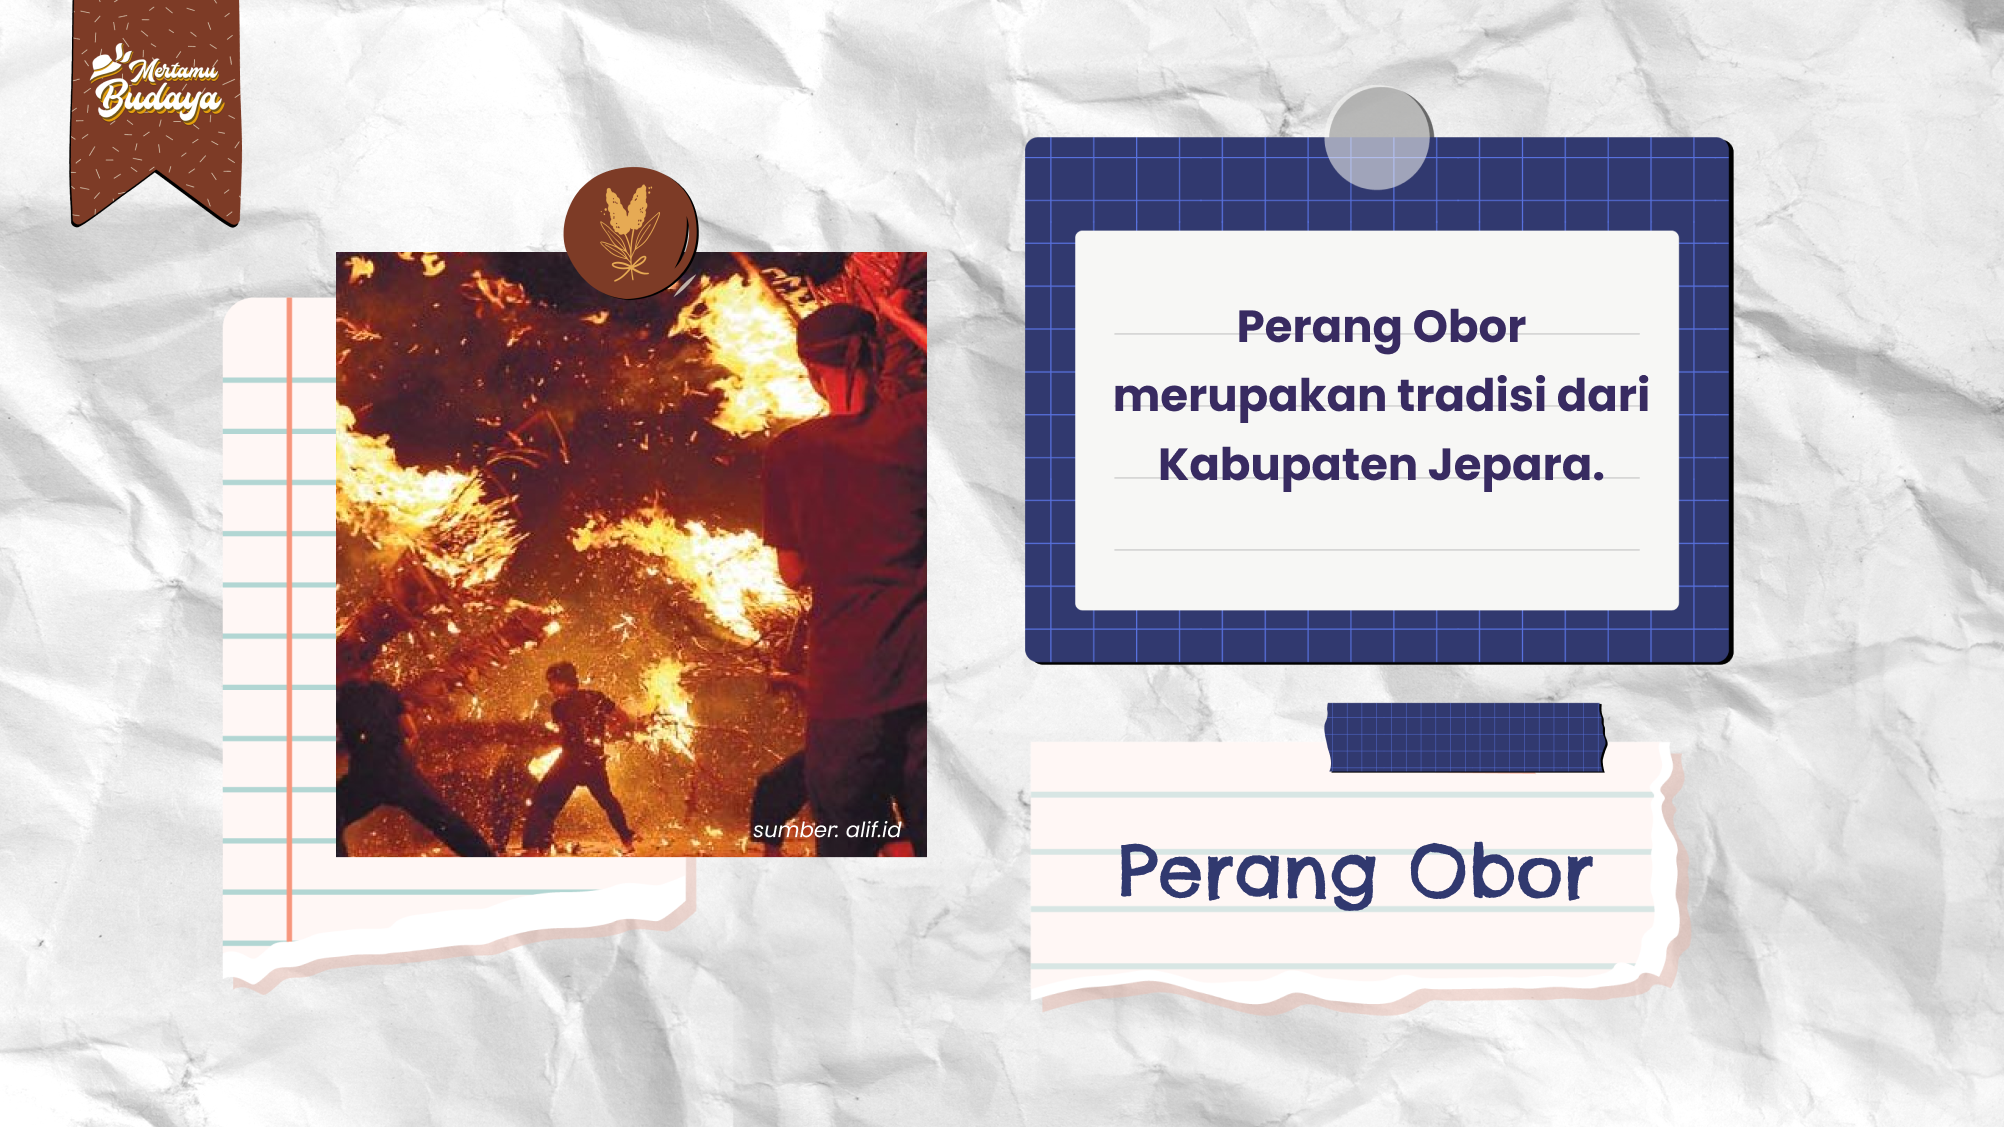 Mertamu
Budaya
Perang Obor
merupakan tradisi dari
Kabupaten Jepara.
sumber: alif.id
Perang Obor